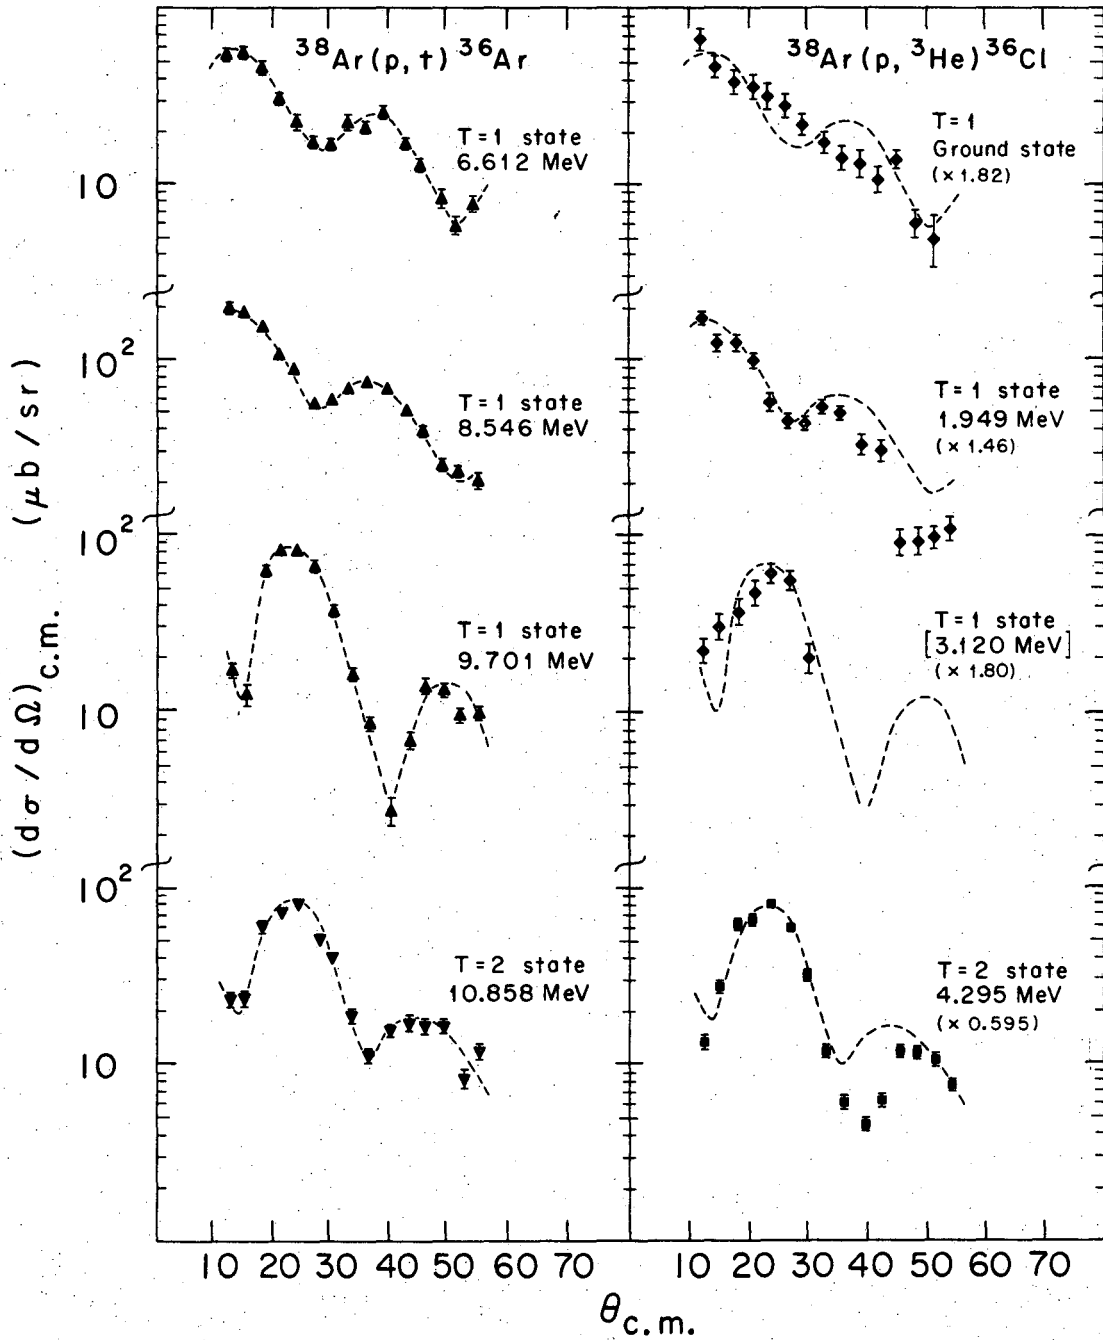 ³⁸Ar(p,t)³⁶Ar
T=1 state
6.612 MeV
T=1 state
8.546 MeV
T=1 state
9.701 MeV
T=2 state
10.858 MeV
³⁸Ar(p,³He)³⁶Cl
T=1
Ground state
(×1.82)
T=1 state
1.949 MeV
(×1.46)
T=1 state
[3.120 MeV]
(×1.80)
T=2 state
4.295 MeV
(×0.595)
10
10²
10²
10
10²
10
(dσ/dΩ)c.m. (μb/sr)
10 20 30 40 50 60 70
10 20 30 40 50 60 70
θc.m.